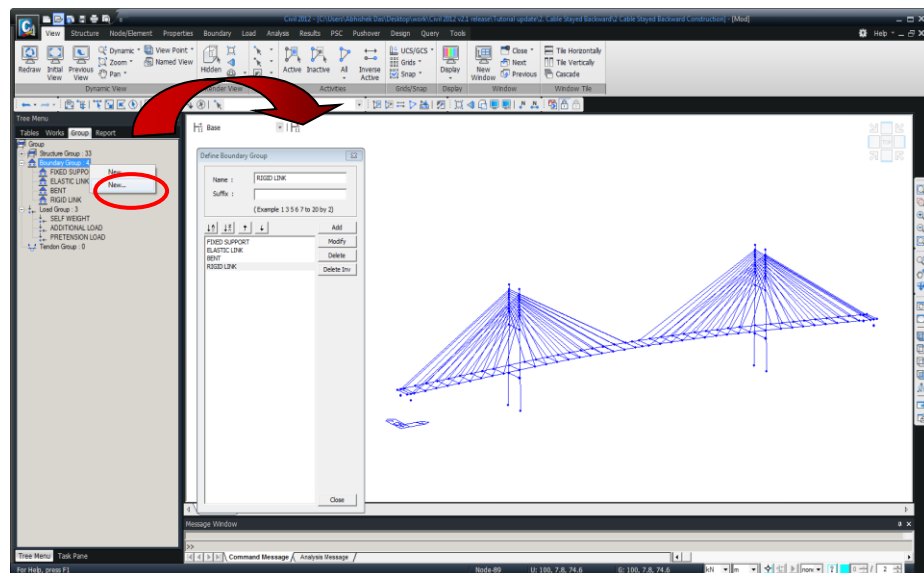 Civil 2012 - [C:\Users\Abhishek Das\Desktop\work\Civil 2012 v2.1 release\Tutorial update\2. Cable Stayed Backward\2 Cable Stayed Backward Construction] - [Mod]
View Structure Node/Element Properties Boundary Load Analysis Results PSC Pushover Design Query Tools Help
Redraw Initial View Previous View Dynamic Zoom Pan View Point Named View
Hidden Active Inactive All Inverse Active UCS/GCS Grids Snap Display New Window Close Next Previous Tile Horizontally Tile Vertically Cascade
Dynamic View Render View Activities Grids/Snap Display Window Window Tile
Tree Menu
Tables Works Group Report
Base
Group
Structure Group : 33
Boundary Group : 4
FIXED SUPPO
New...
ELASTIC LINK
New...
BENT
RIGID LINK
Load Group : 3
SELF WEIGHT
ADDITIONAL LOAD
PRETENSION LOAD
Tendon Group : 0
Define Boundary Group
Name : RIGID LINK
Suffix :
(Example 1 3 5 6 7 to 20 by 2)
Add
FIXED SUPPORT
Modify
ELASTIC LINK
BENT
Delete
RIGID LINK
Delete Inv
Close
TOP
Message Window
>>
Command Message Analysis Message
Tree Menu Task Pane
For Help, press F1 Node-89 U: 100, 7.8, 74.6 G: 100, 7.8, 74.6 kN m non 0 / 2